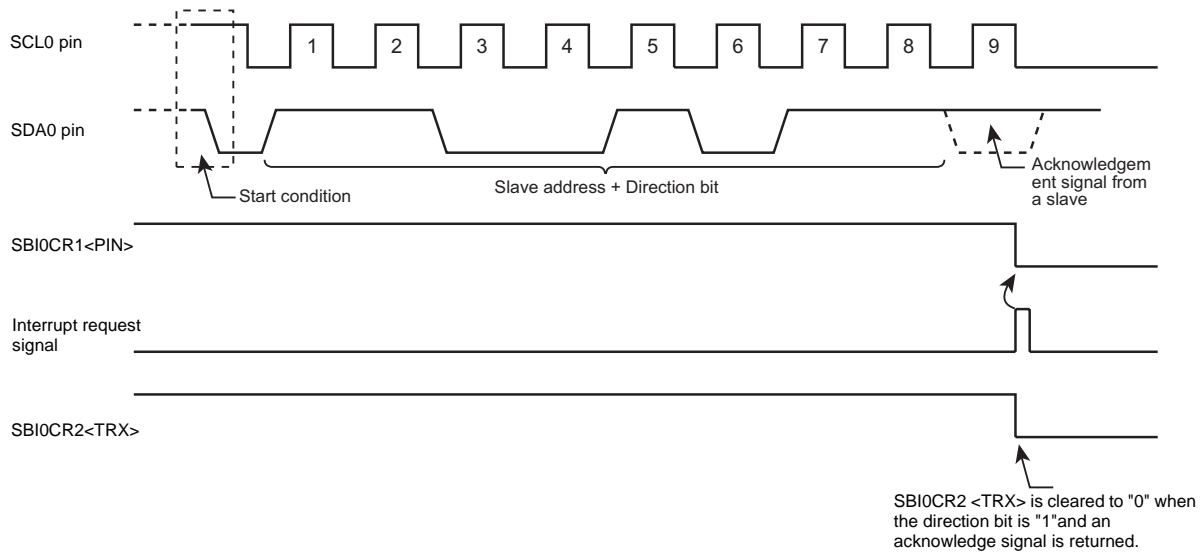 SCL0 pin
1 2 3 4 5 6 7 8 9
SDA0 pin
Start condition
Slave address + Direction bit
Acknowledgem
ent signal from
a slave
SBI0CR1<PIN>
Interrupt request
signal
SBI0CR2<TRX>
SBI0CR2 <TRX> is cleared to "0" when
the direction bit is "1"and an
acknowledge signal is returned.